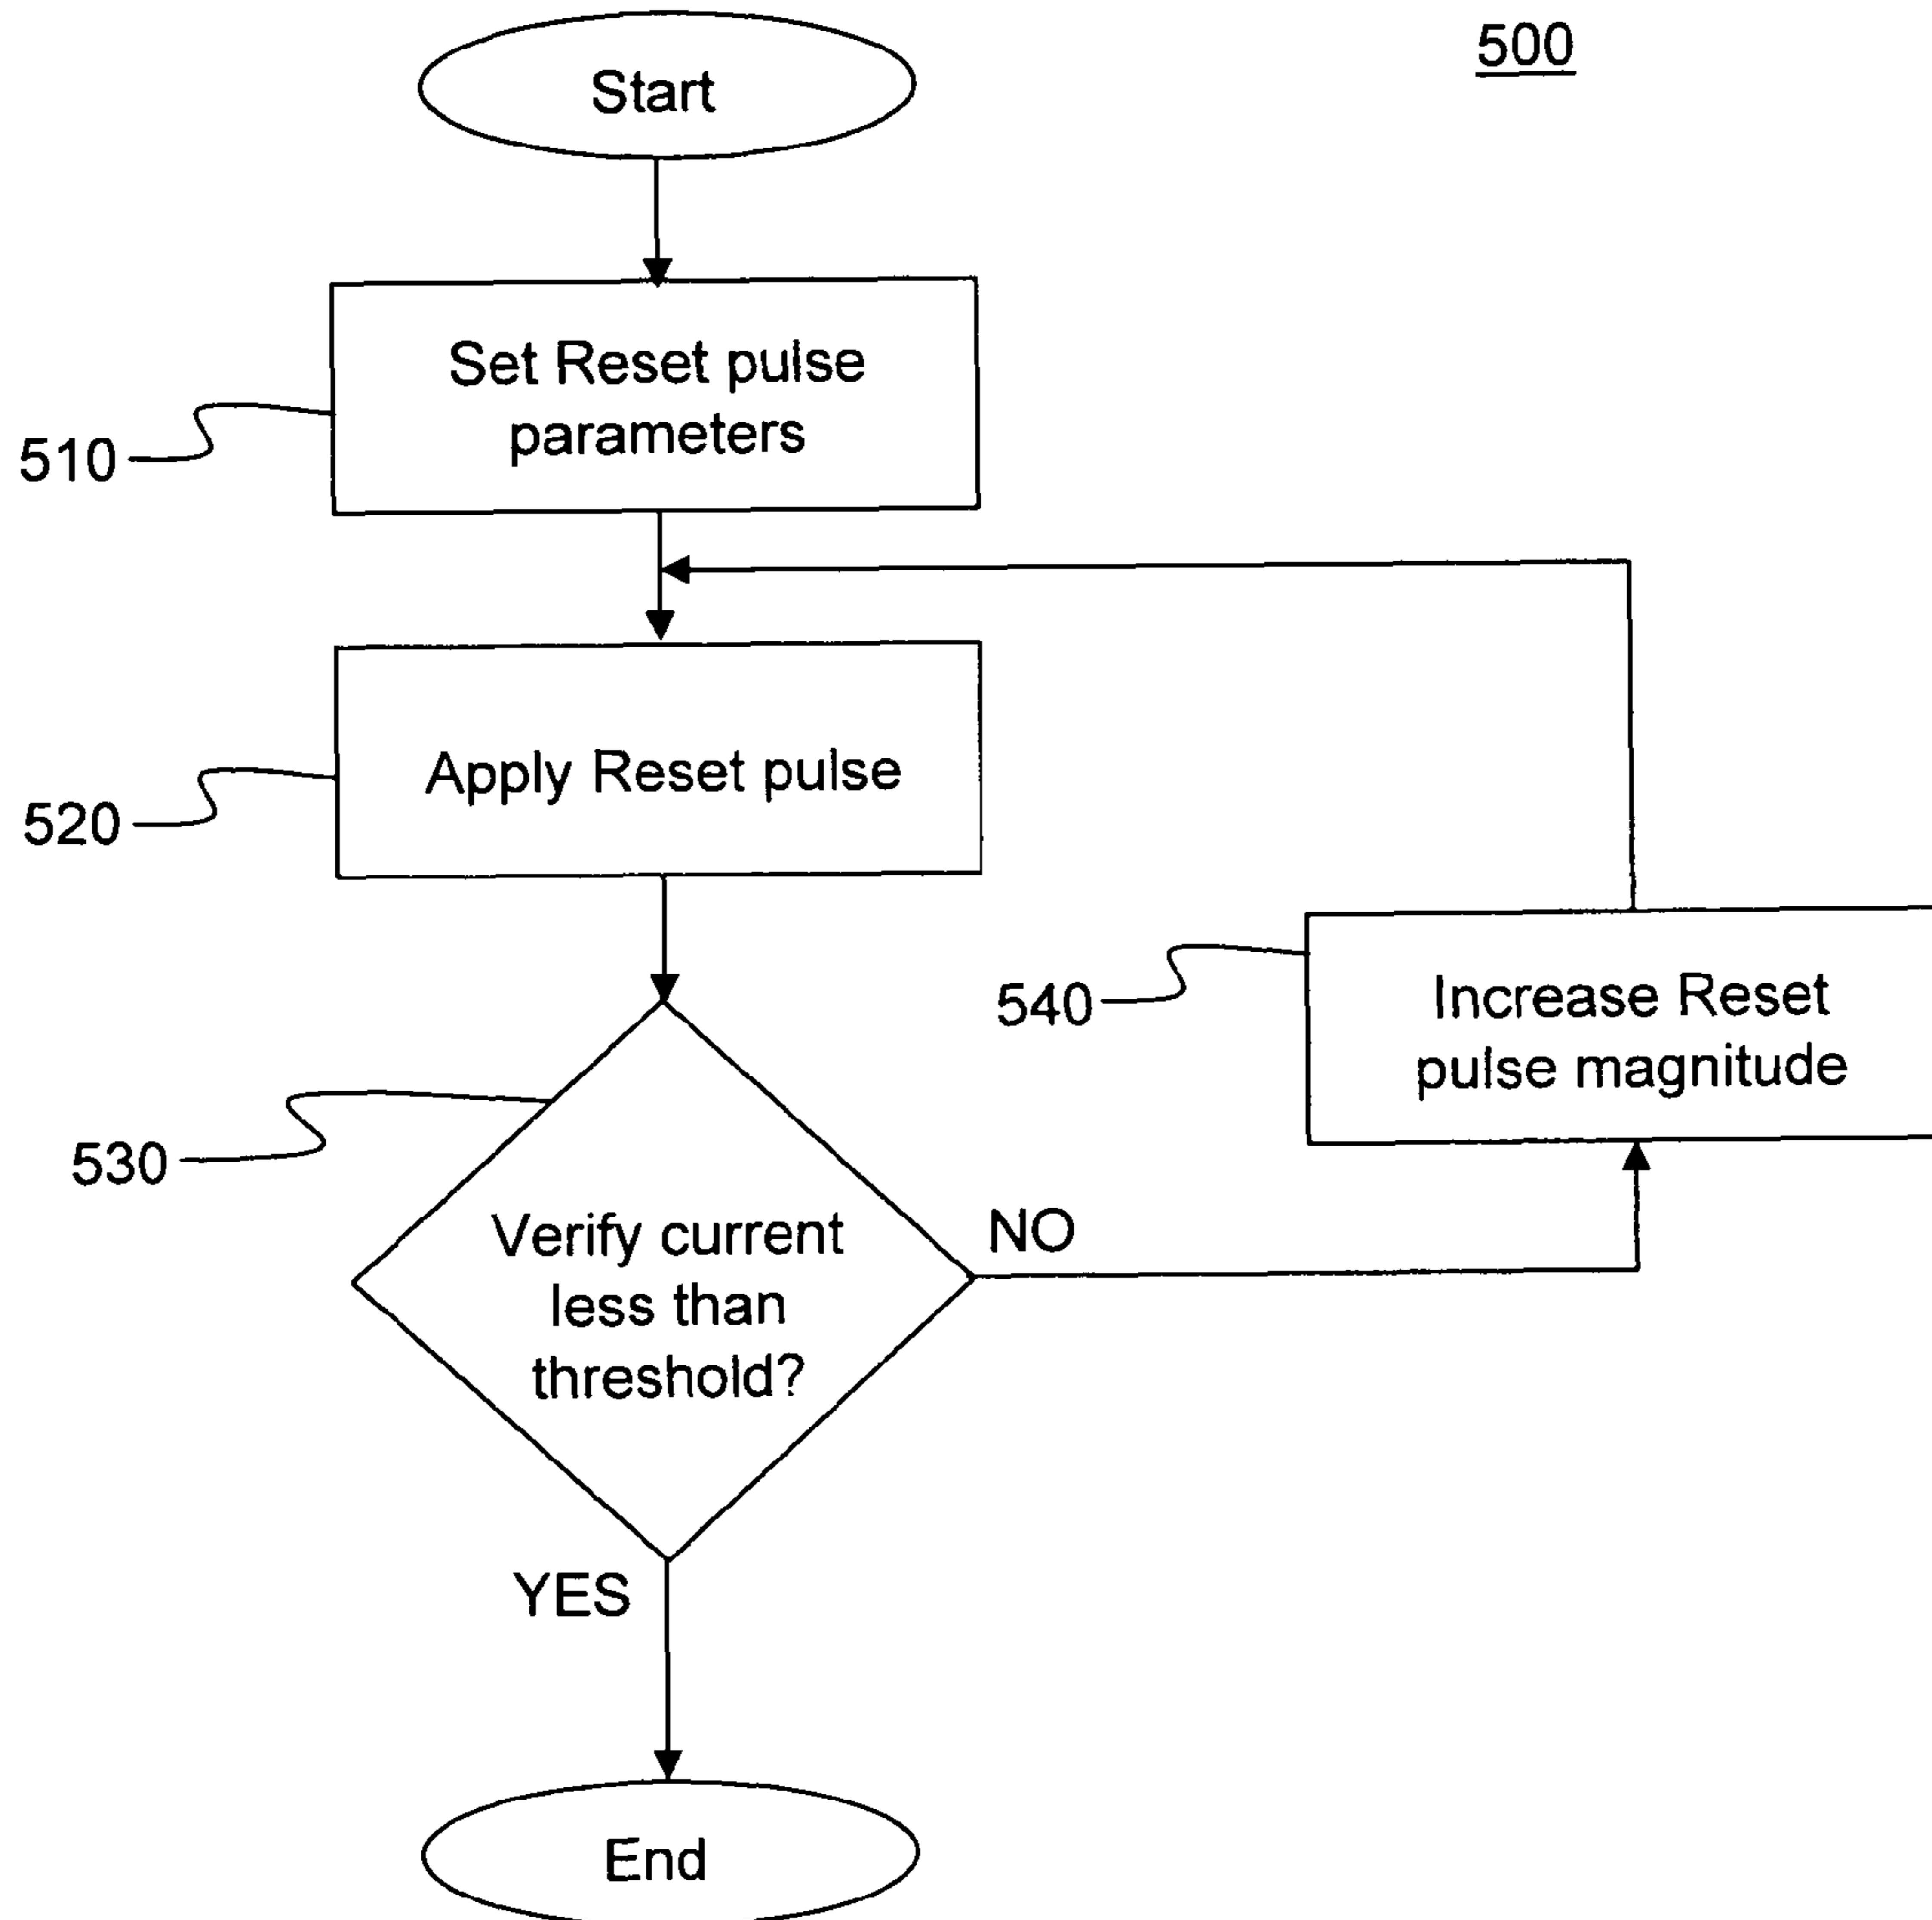 500
Start
Set Reset pulse
parameters
510
Apply Reset pulse
520
540
Increase Reset
pulse magnitude
530
Verify current
less than
threshold?
NO
YES
End